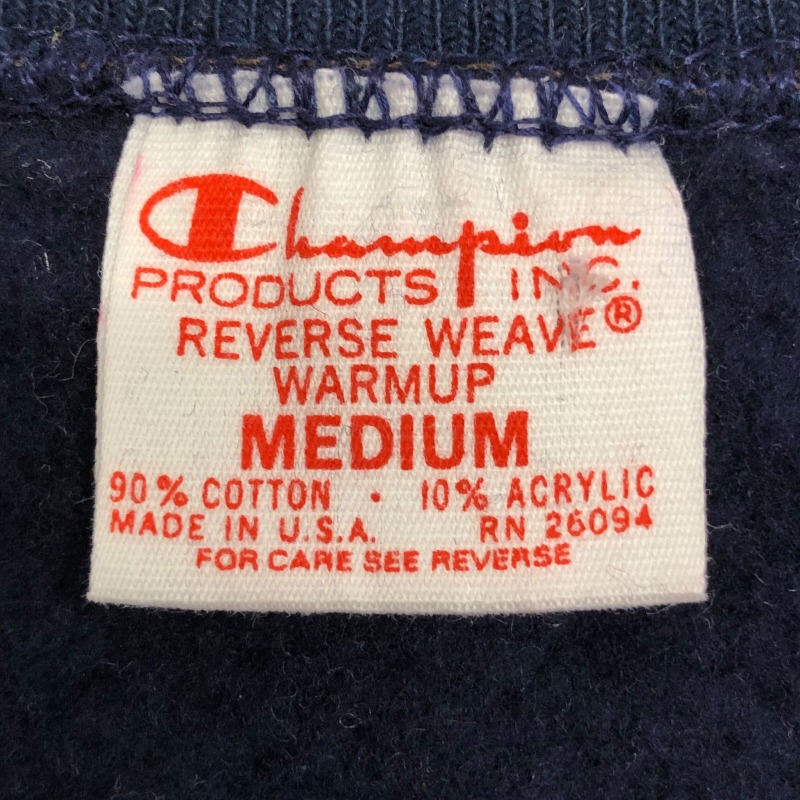 Champion
PRODUCTS INC.
REVERSE WEAVE®
WARMUP
MEDIUM
90% COTTON • 10% ACRYLIC
MADE IN U.S.A. RN 26094
FOR CARE SEE REVERSE